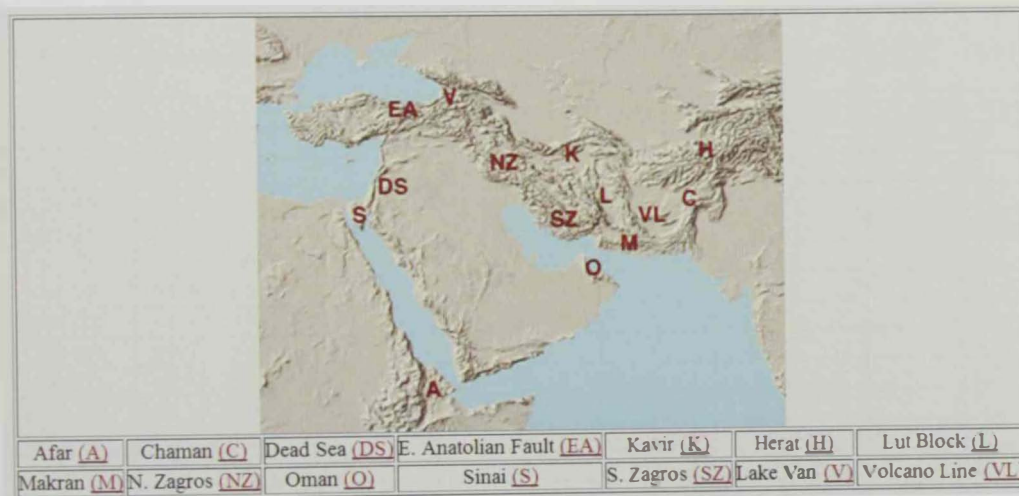 V
EA
H
K
NZ
DS
L
C
S
SZ
VL
M
O
A
Afar (A) Chaman (C) Dead Sea (DS) E. Anatolian Fault (EA) Kavir (K) Herat (H) Lut Block (L)
Makran (M) N. Zagros (NZ) Oman (O) Sinai (S) S. Zagros (SZ) Lake Van (V) Volcano Line (VL